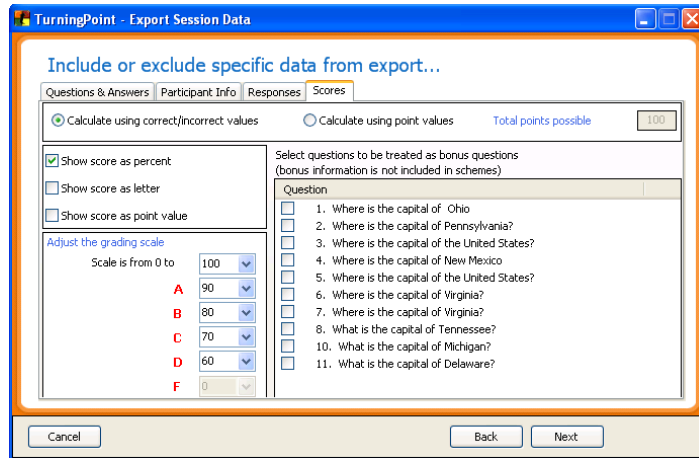 TurningPoint - Export Session Data
Include or exclude specific data from export...
Questions & Answers Participant Info Responses Scores
Calculate using correct/incorrect values Calculate using point values Total points possible 100
Show score as percent
Show score as letter
Show score as point value
Adjust the grading scale
Scale is from 0 to 100
A 90
B 80
C 70
D 60
F 0
Select questions to be treated as bonus questions
(bonus information is not included in schemes)
Question
1. Where is the capital of Ohio
2. Where is the capital of Pennsylvania?
3. Where is the capital of the United States?
4. Where is the capital of New Mexico
5. Where is the capital of the United States?
6. Where is the capital of Virginia?
7. Where is the capital of Virginia?
8. What is the capital of Tennessee?
10. What is the capital of Michigan?
11. What is the capital of Delaware?
Cancel Back Next